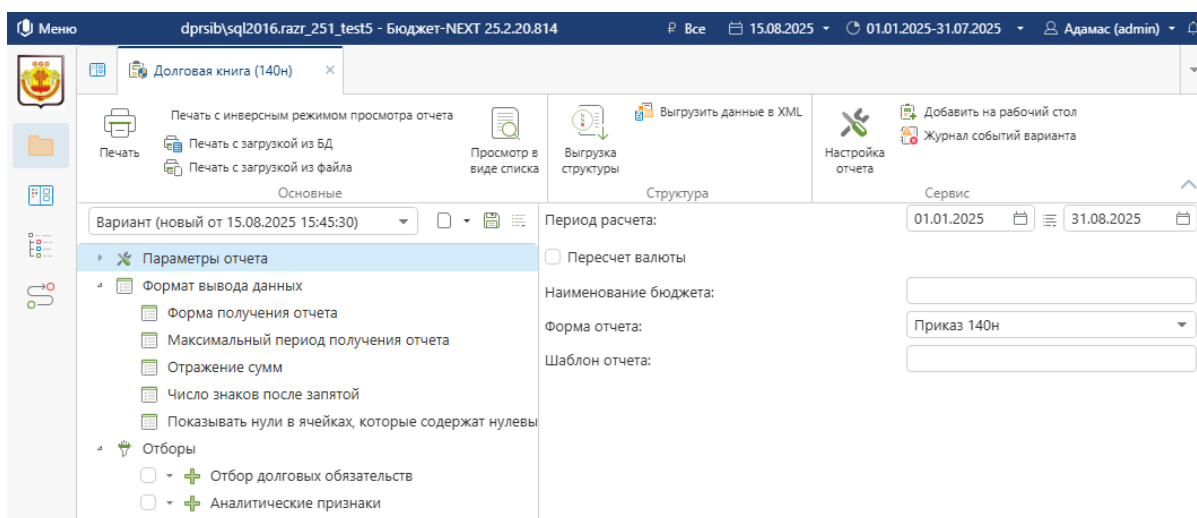 Меню dprsib\sql2016.razr_251_test5 - Бюджет-NEXT 25.2.20.814 ₽ Все 15.08.2025 01.01.2025-31.07.2025 Адамас (admin)
Долговая книга (140н) ×
Печать
Печать с инверсным режимом просмотра отчета
Печать с загрузкой из БД
Печать с загрузкой из файла
Просмотр в
виде списка
Основные
Выгрузка
структуры
Выгрузить данные в XML
Структура
Настройка
отчета
Добавить на рабочий стол
Журнал событий варианта
Сервис
Вариант (новый от 15.08.2025 15:45:30)
Параметры отчета
Формат вывода данных
Форма получения отчета
Максимальный период получения отчета
Отражение сумм
Число знаков после запятой
Показывать нули в ячейках, которые содержат нулевы
Отборы
Отбор долговых обязательств
Аналитические признаки
Период расчета: 01.01.2025 31.08.2025
Пересчет валюты
Наименование бюджета:
Форма отчета: Приказ 140н
Шаблон отчета: